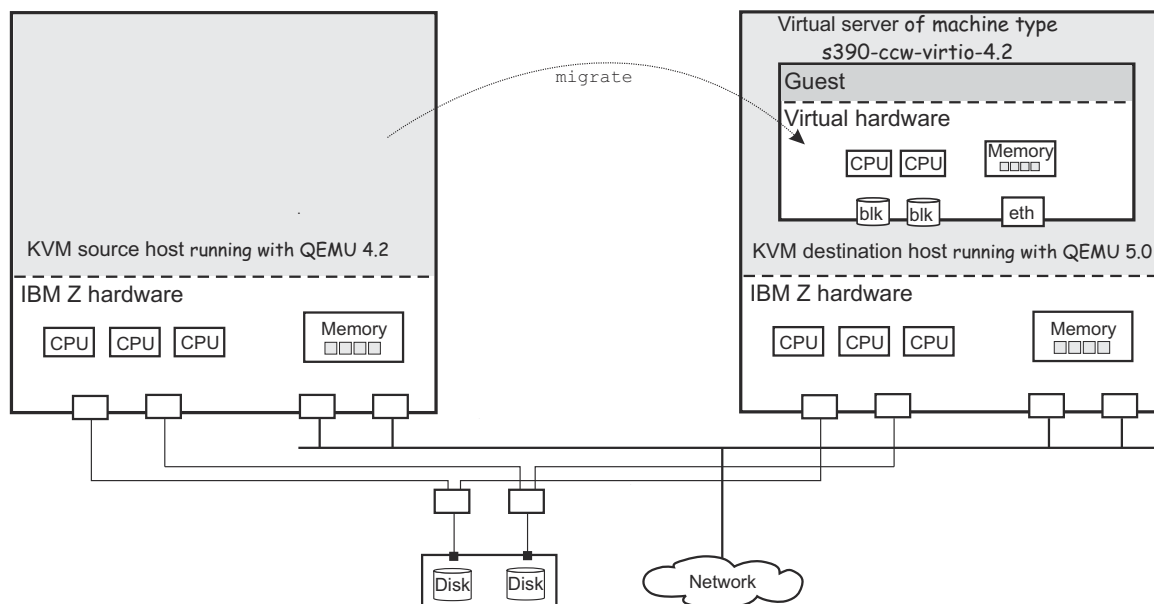 Virtual server of machine type
s390-ccw-virtio-4.2
migrate
Guest
Virtual hardware
CPU CPU Memory
blk blk eth
KVM source host running with QEMU 4.2
KVM destination host running with QEMU 5.0
IBM Z hardware
CPU CPU CPU Memory
IBM Z hardware
CPU CPU CPU Memory
Disk Disk
Network